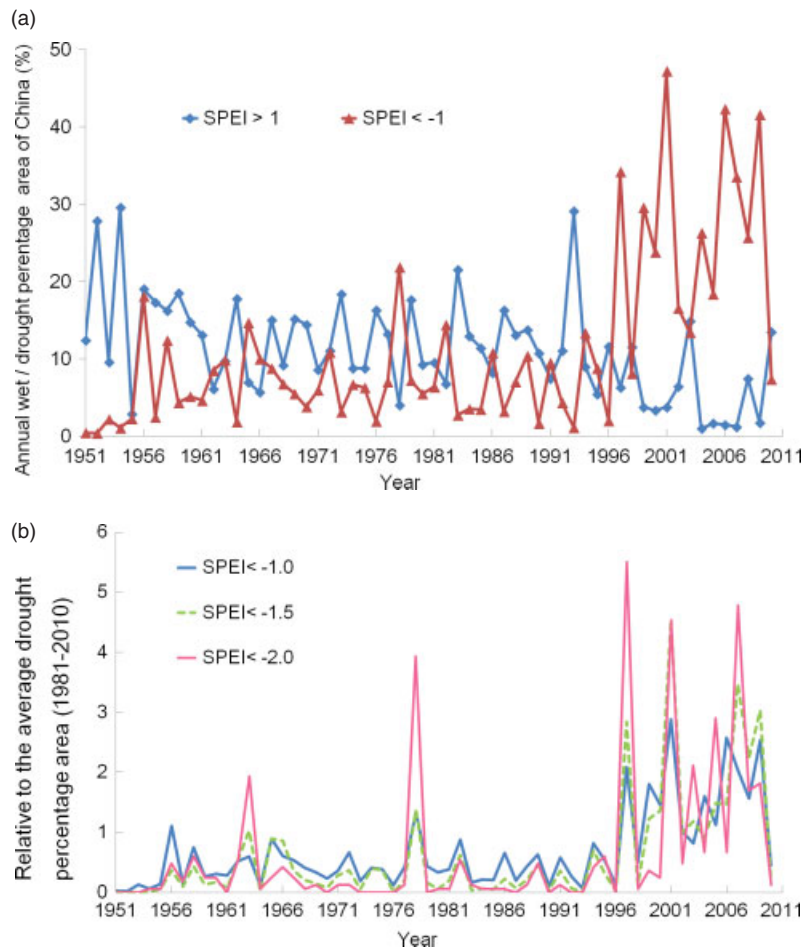 (a)
Annual wet / drought perentage area of China (%)
50
40
30
20
10
0
SPEI > 1
SPEI < -1
1951 1956 1961 1966 1971 1976 1981 1986 1991 1996 2001 2006 2011
Year
(b)
Relative to the average drought
percentage area (1981-2010)
6
5
4
3
2
1
0
SPEI< -1.0
SPEI< -1.5
SPEI< -2.0
1951 1956 1961 1966 1971 1976 1981 1986 1991 1996 2001 2006 2011
Year